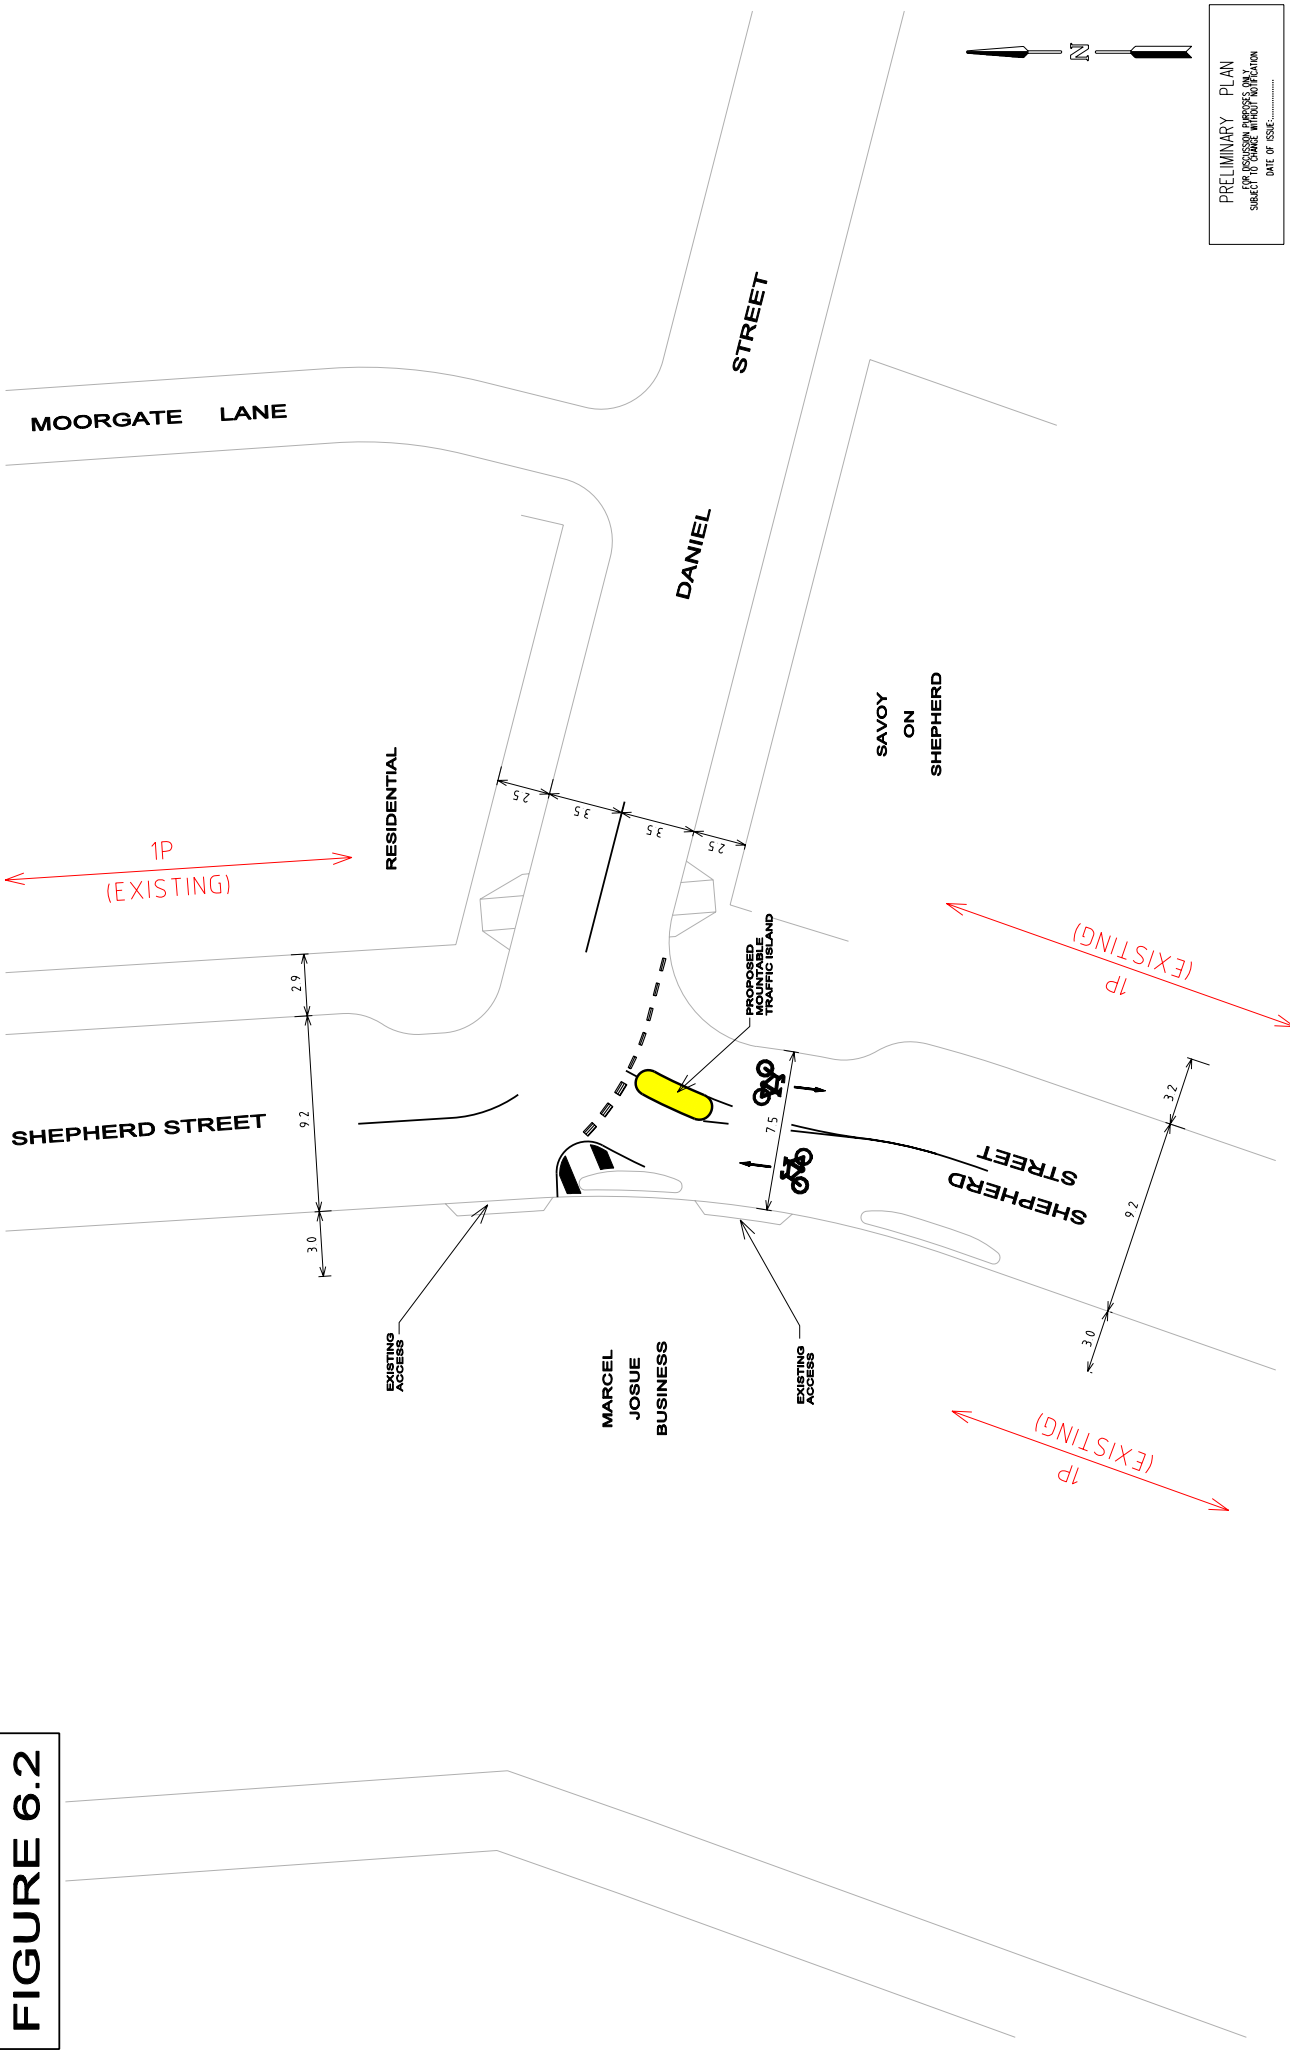 FIGURE 6.2
PRELIMINARY PLAN
FOR DISCUSSION PURPOSES ONLY
SUBJECT TO CHANGE WITHOUT NOTIFICATION
DATE OF ISSUE:................
N
MOORGATE LANE
DANIEL STREET
RESIDENTIAL
1P
(EXISTING)
SAVOY
ON
SHEPHERD
2.5
3.5
3.5
2.5
PROPOSED
MOUNTABLE
TRAFFIC ISLAND
2.9
9.2
3.0
SHEPHERD STREET
7.5
SHEPHERD
STREET
3.2
9.2
3.0
1P
(EXISTING)
EXISTING
ACCESS
MARCEL
JOSUE
BUSINESS
EXISTING
ACCESS
1P
(EXISTING)